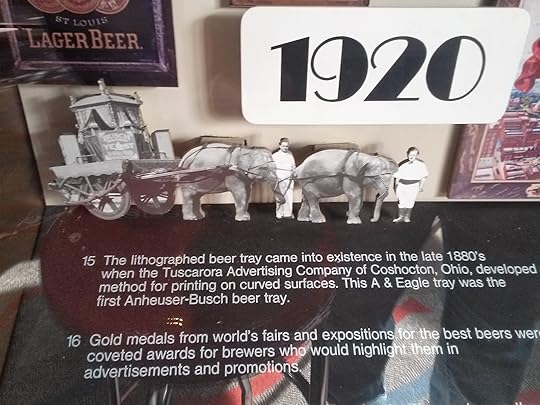 ST LOUIS
LAGER BEER.
1920
15 The lithographed beer tray came into existence in the late 1880's
when the Tuscarora Advertising Company of Coshocton, Ohio, developed
method for printing on curved surfaces. This A & Eagle tray was the
first Anheuser-Busch beer tray.
16 Gold medals from world's fairs and expositions for the best beers were
coveted awards for brewers who would highlight them in
advertisements and promotions.